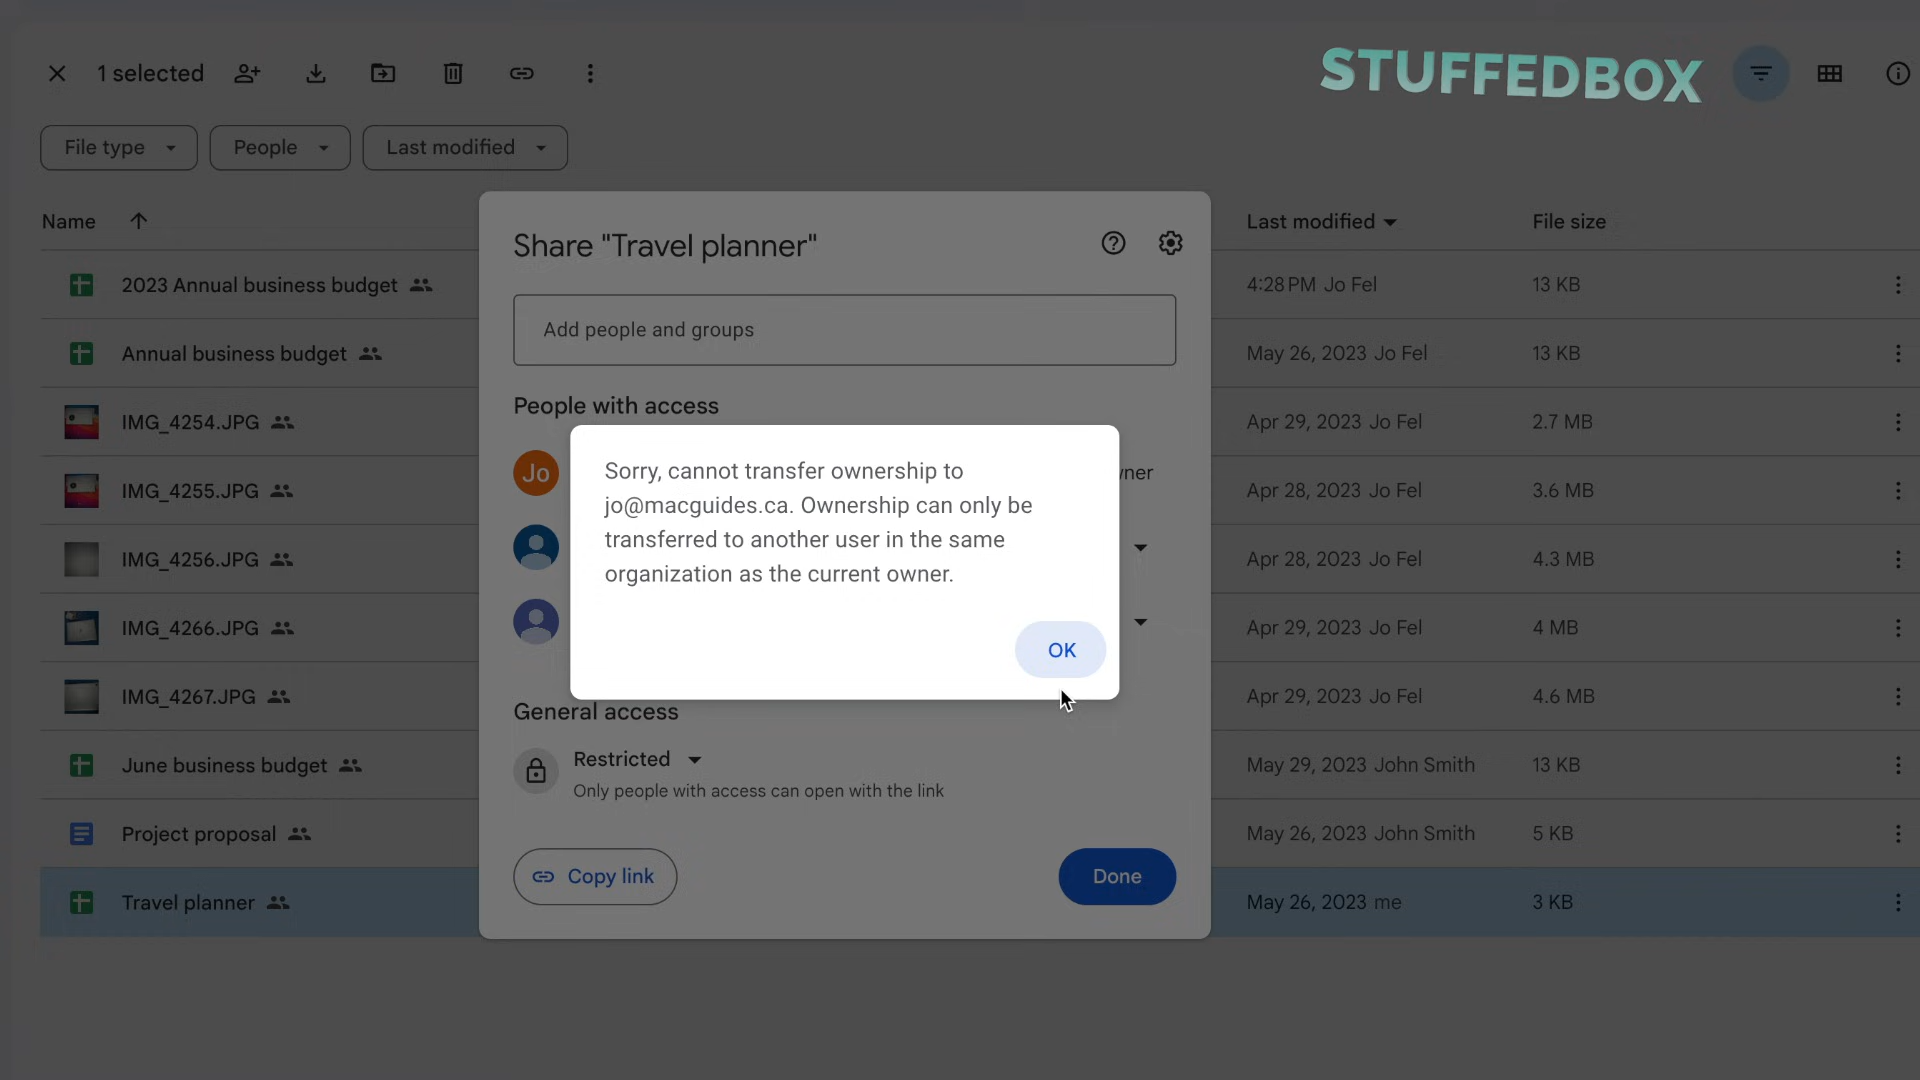 1 selected
STUFFEDBOX
File type
People
Last modified
Name
Last modified
File size
Share "Travel planner"
2023 Annual business budget
4:28 PM Jo Fel
13 KB
Add people and groups
Annual business budget
May 26, 2023 Jo Fel
13 KB
People with access
IMG_4254.JPG
Apr 29, 2023 Jo Fel
2.7 MB
Jo
Sorry, cannot transfer ownership to
jo@macguides.ca. Ownership can only be
transferred to another user in the same
organization as the current owner.
OK
IMG_4255.JPG
Apr 28, 2023 Jo Fel
3.6 MB
IMG_4256.JPG
Apr 28, 2023 Jo Fel
4.3 MB
IMG_4266.JPG
Apr 29, 2023 Jo Fel
4 MB
IMG_4267.JPG
Apr 29, 2023 Jo Fel
4.6 MB
General access
Restricted
Only people with access can open with the link
June business budget
May 29, 2023 John Smith
13 KB
Project proposal
May 26, 2023 John Smith
5 KB
Copy link
Done
Travel planner
May 26, 2023 me
3 KB